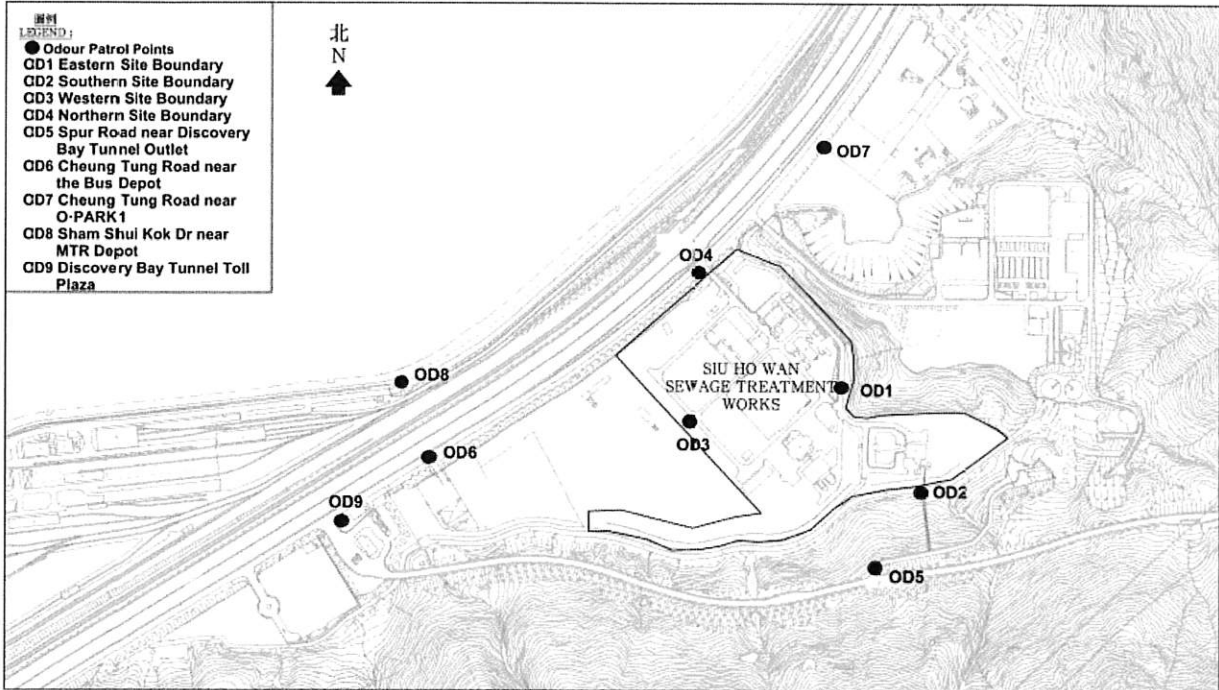 圖例
LEGEND :
Odour Patrol Points
OD1 Eastern Site Boundary
OD2 Southern Site Boundary
OD3 Western Site Boundary
OD4 Northern Site Boundary
OD5 Spur Road near Discovery
Bay Tunnel Outlet
OD6 Cheung Tung Road near
the Bus Depot
OD7 Cheung Tung Road near
O·PARK1
OD8 Sham Shui Kok Dr near
MTR Depot
OD9 Discovery Bay Tunnel Toll
Plaza
北
N
OD7
OD4
OD8
SIU HO WAN
SEWAGE TREATMENT
WORKS
OD1
OD3
OD6
OD2
OD9
OD5